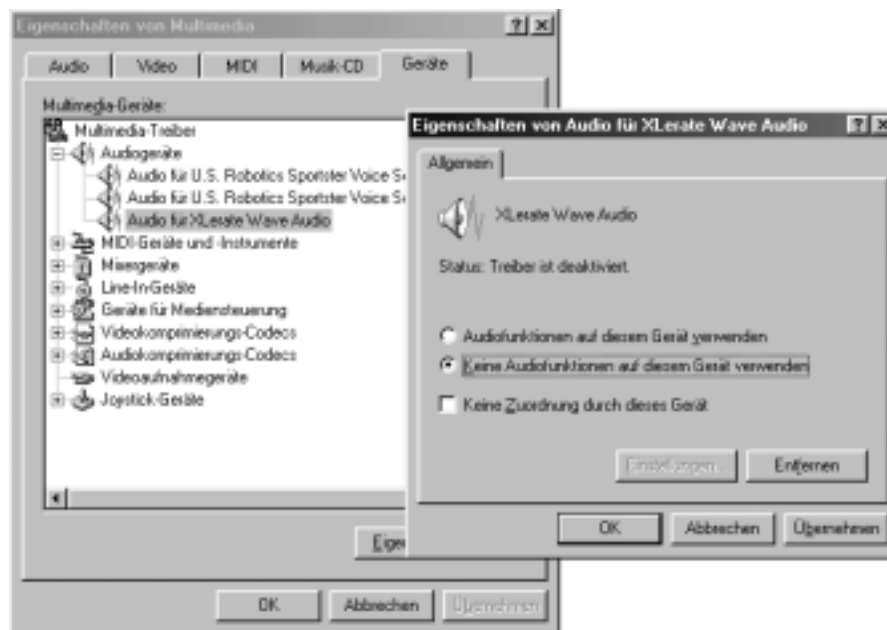 Eigenschaften von Multimedia
Audio
Video
MIDI
Musik-CD
Geräte
Multimedia-Geräte:
Multimedia-Treiber
Audiogeräte
Audio für U.S. Robotics Sportster Voice
Audio für U.S. Robotics Sportster Voice
Audio für XLerate Wave Audio
MIDI-Geräte und -Instrumente
Mixergeräte
Line-In-Geräte
Geräte für Mediensteuerung
Videokomprimierungs-Codecs
Audiokomprimierungs-Codecs
Videoaufnahmegeräte
Joystick-Geräte
OK
Abbrechen
Übernehmen
Eigenschaften von Audio für XLerate Wave Audio
Allgemein
XLerate Wave Audio
Status: Treiber ist deaktiviert.
Audiofunktionen auf diesem Gerät verwenden
Keine Audiofunktionen auf diesem Gerät verwenden
Keine Zuordnung durch dieses Gerät
Einstellungen
Entfernen
OK
Abbrechen
Übernehmen